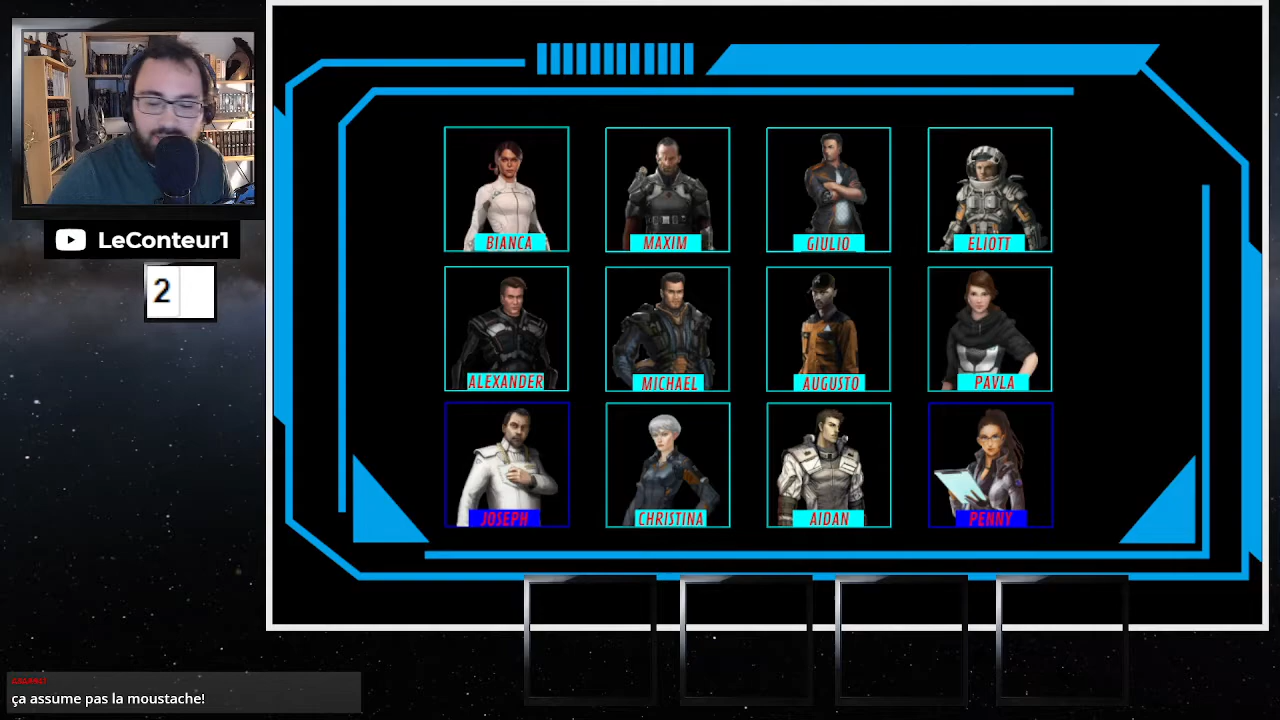 LeConteur1
2
BIANCA
MAXIM
GIULIO
ELIOTT
ALEXANDER
MICHAEL
AUGUSTO
PAVLA
JOSEPH
CHRISTINA
AIDAN
PENNY
ça assume pas la moustache!